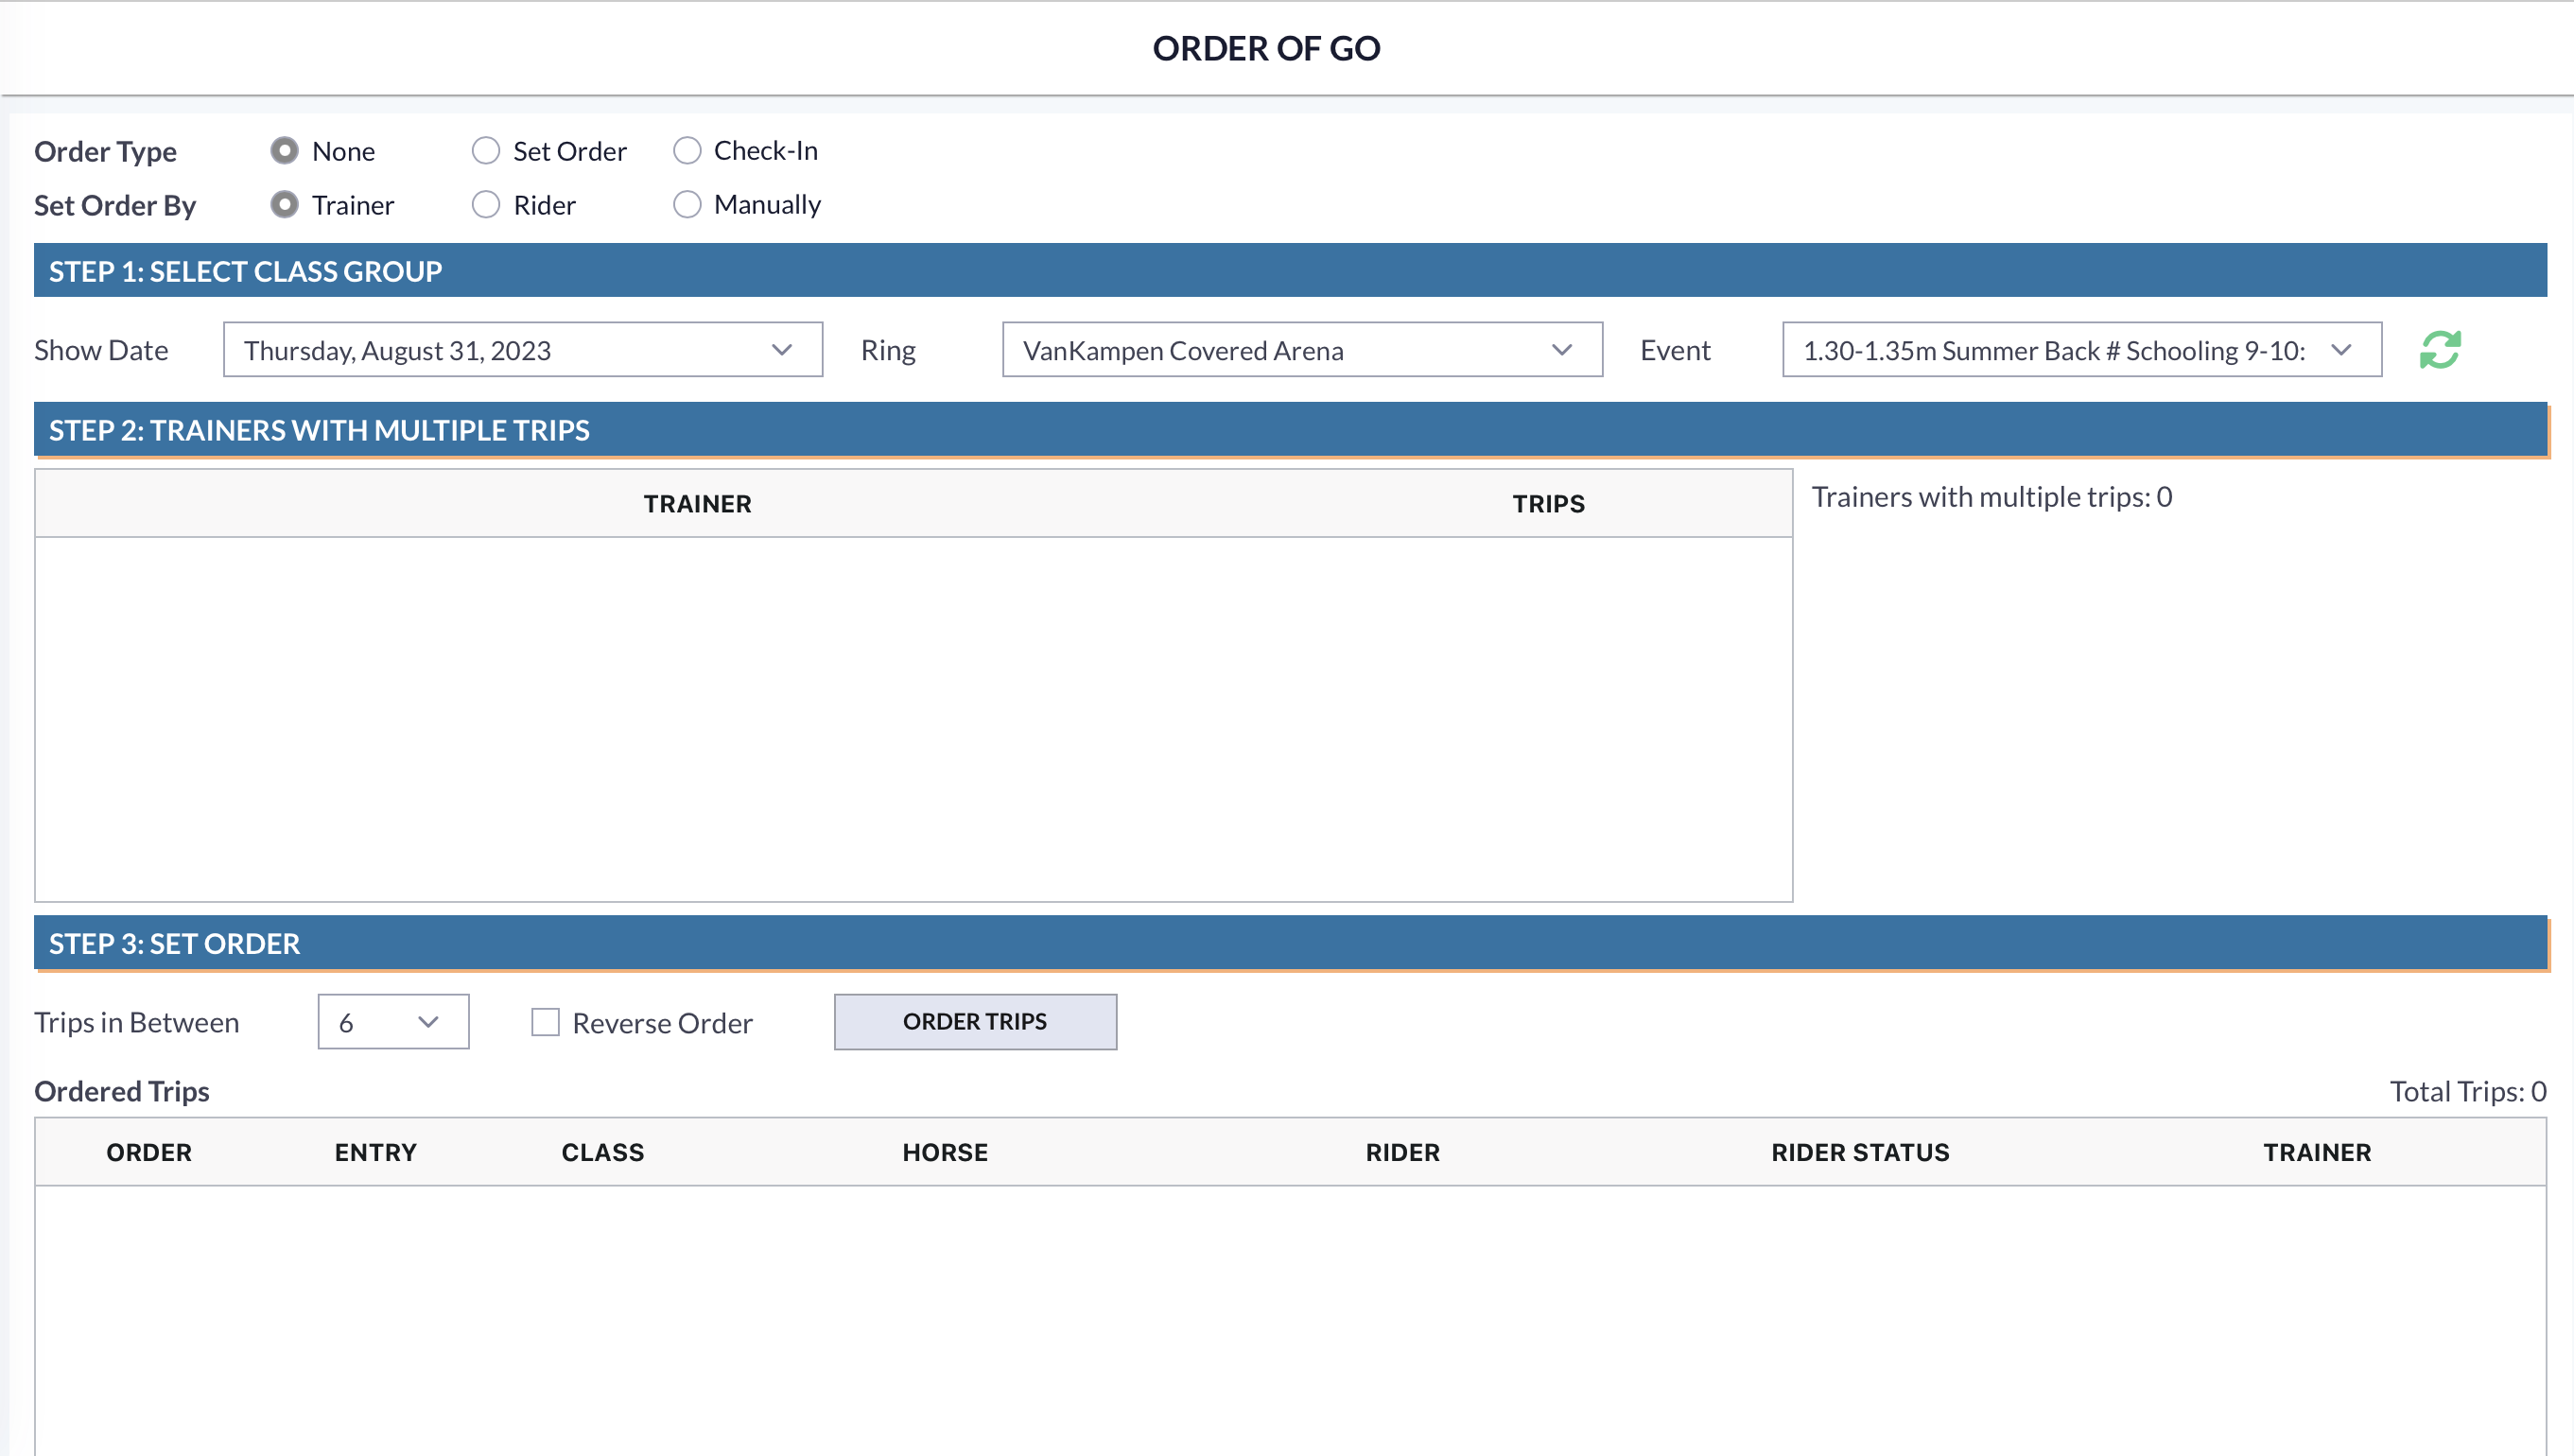 ORDER OF GO
Order Type None Set Order Check-In
Set Order By Trainer Rider Manually
STEP 1: SELECT CLASS GROUP
Show Date Thursday, August 31, 2023 Ring VanKampen Covered Arena Event 1.30-1.35m Summer Back # Schooling 9-10:
STEP 2: TRAINERS WITH MULTIPLE TRIPS
TRAINER TRIPS Trainers with multiple trips: 0
STEP 3: SET ORDER
Trips in Between 6 Reverse Order ORDER TRIPS
Ordered Trips Total Trips: 0
ORDER ENTRY CLASS HORSE RIDER RIDER STATUS TRAINER